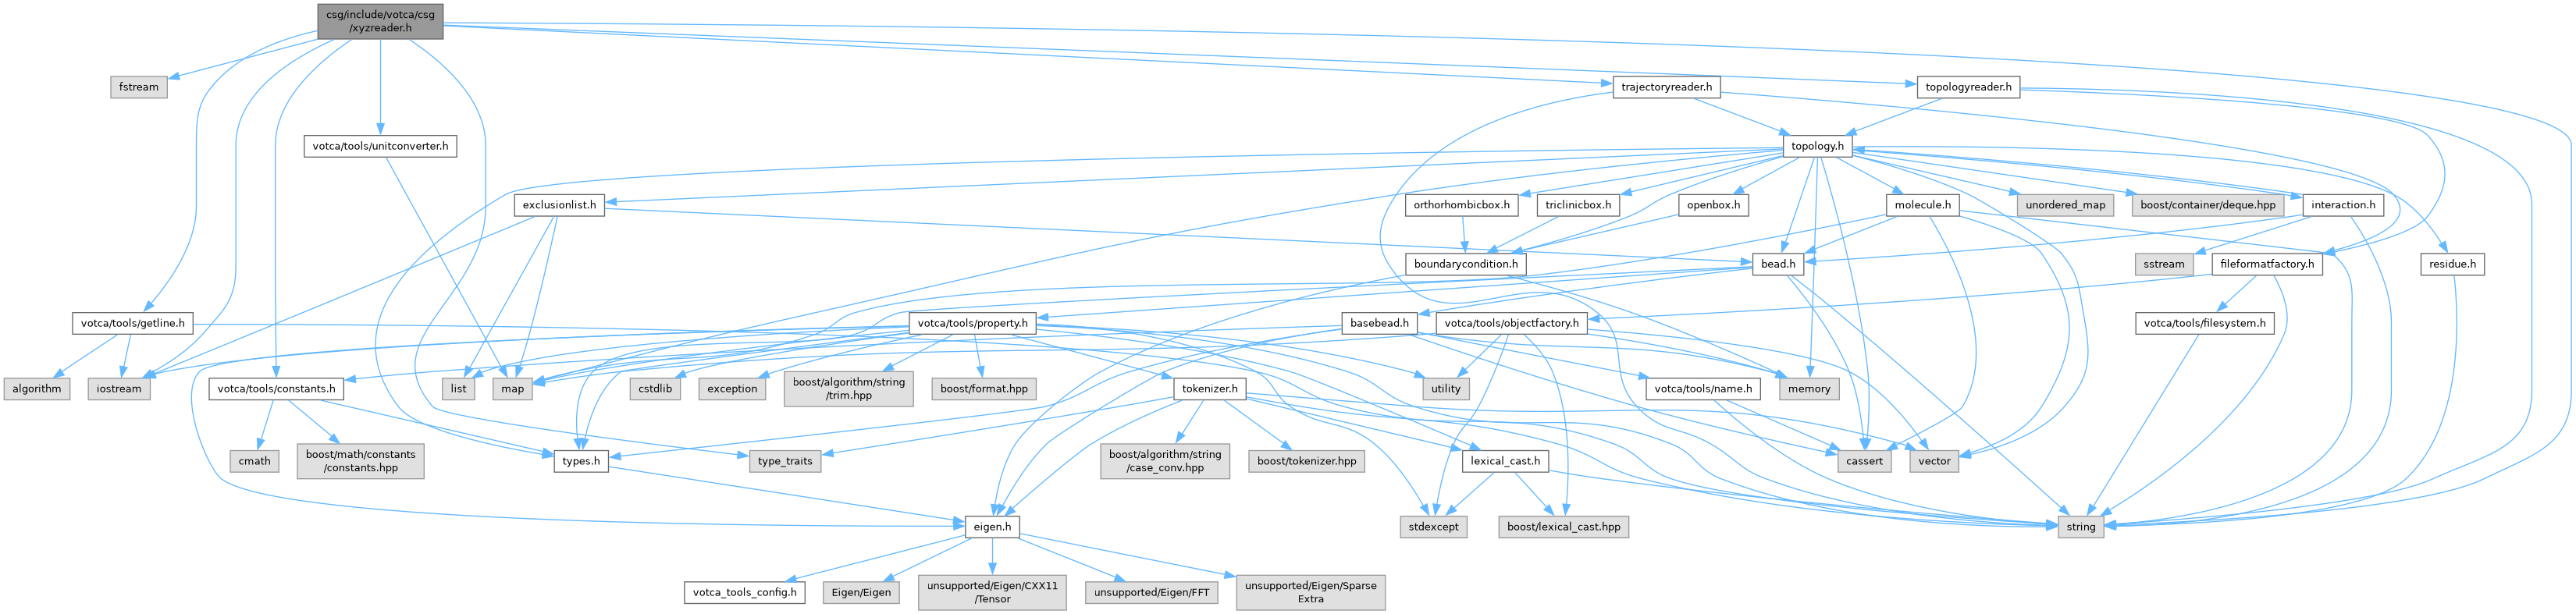 csg/include/votca/csg
/xyzreader.h
fstream
trajectoryreader.h
topologyreader.h
votca/tools/unitconverter.h
topology.h
exclusionlist.h
orthorhombicbox.h
triclinicbox.h
openbox.h
molecule.h
unordered_map
boost/container/deque.hpp
interaction.h
boundarycondition.h
bead.h
sstream
fileformatfactory.h
residue.h
votca/tools/getline.h
votca/tools/property.h
basebead.h
votca/tools/objectfactory.h
votca/tools/filesystem.h
algorithm
iostream
votca/tools/constants.h
list
map
cstdlib
exception
boost/algorithm/string
/trim.hpp
boost/format.hpp
tokenizer.h
utility
votca/tools/name.h
memory
cmath
boost/math/constants
/constants.hpp
types.h
type_traits
boost/algorithm/string
/case_conv.hpp
boost/tokenizer.hpp
lexical_cast.h
cassert
vector
eigen.h
stdexcept
boost/lexical_cast.hpp
string
votca_tools_config.h
Eigen/Eigen
unsupported/Eigen/CXX11
/Tensor
unsupported/Eigen/FFT
unsupported/Eigen/Sparse
Extra